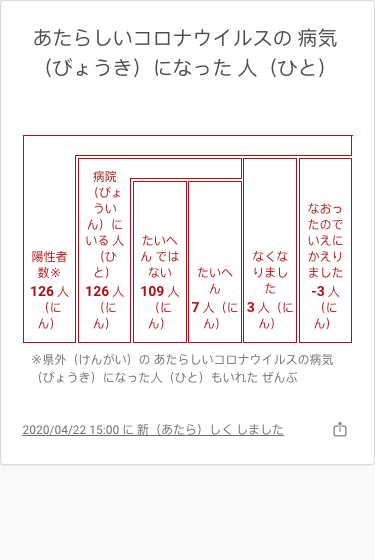 あたらしいコロナウイルスの 病気
（びょうき）になった 人（ひと）
陽性者
数※
126 人
（に
ん）
病院
（びょ
うい
ん）に
いる 人
（ひ
と）
126 人
（に
ん）
たいへ
ん では
ない
109 人
（に
ん）
たいへ
ん
7 人（に
ん）
なくな
りまし
た
3 人（に
ん）
なおっ
たので
いえに
かえり
ました
-3 人
（に
ん）
※県外（けんがい）の あたらしいコロナウイルスの病気
（びょうき）になった人（ひと）もいれた ぜんぶ
2020/04/22 15:00 に 新（あたら）しく しました